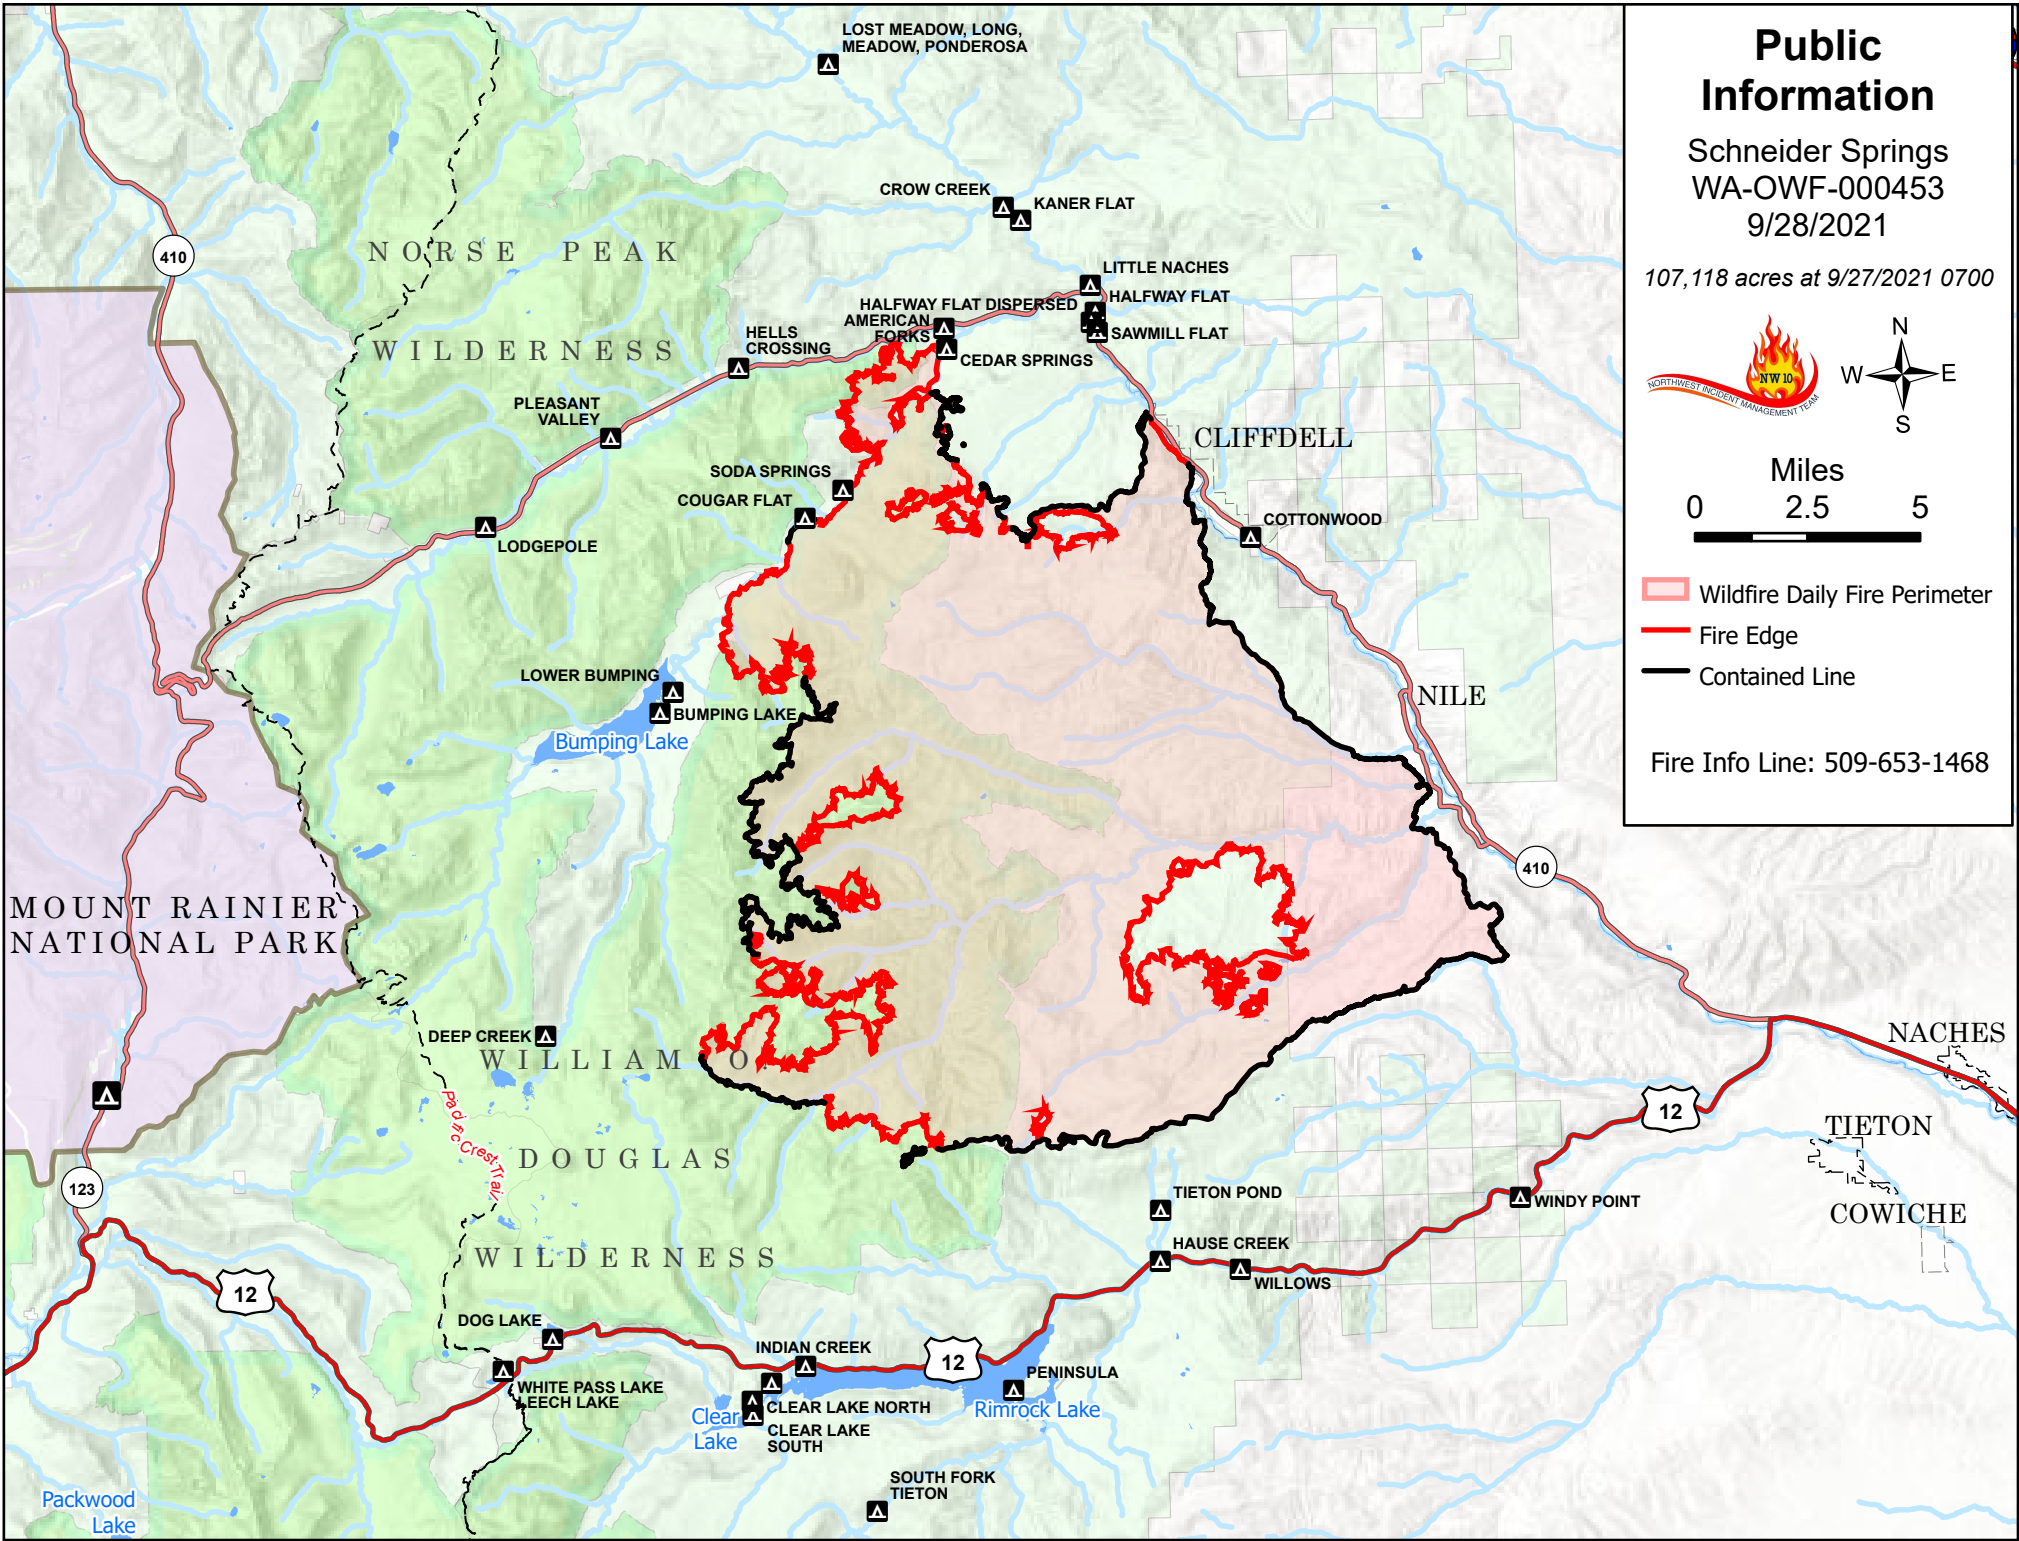 Public
Information
Schneider Springs
WA-OWF-000453
9/28/2021
107,118 acres at 9/27/2021 0700
NW 10
NORTHWEST INCIDENT MANAGEMENT TEAM
N
W
E
S
Miles
0 2.5 5
Wildfire Daily Fire Perimeter
Fire Edge
Contained Line
Fire Info Line: 509-653-1468
LOST MEADOW, LONG,
MEADOW, PONDEROSA
CROW CREEK
KANER FLAT
410
NORSE PEAK
WILDERNESS
LITTLE NACHES
HALFWAY FLAT DISPERSED
HALFWAY FLAT
AMERICAN
FORKS
SAWMILL FLAT
HELLS
CROSSING
CEDAR SPRINGS
PLEASANT
VALLEY
CLIFFDELL
SODA SPRINGS
COUGAR FLAT
COTTONWOOD
LODGEPOLE
LOWER BUMPING
BUMPING LAKE
Bumping Lake
NILE
410
MOUNT RAINIER
NATIONAL PARK
DEEP CREEK
WILLIAM O.
DOUGLAS
WILDERNESS
Pacific Crest Trail
NACHES
12
TIETON
COWICHE
123
TIETON POND
WINDY POINT
HAUSE CREEK
WILLOWS
12
DOG LAKE
INDIAN CREEK
12
WHITE PASS LAKE
LEECH LAKE
PENINSULA
Rimrock Lake
CLEAR LAKE NORTH
Clear
Lake
CLEAR LAKE
SOUTH
SOUTH FORK
TIETON
Packwood
Lake